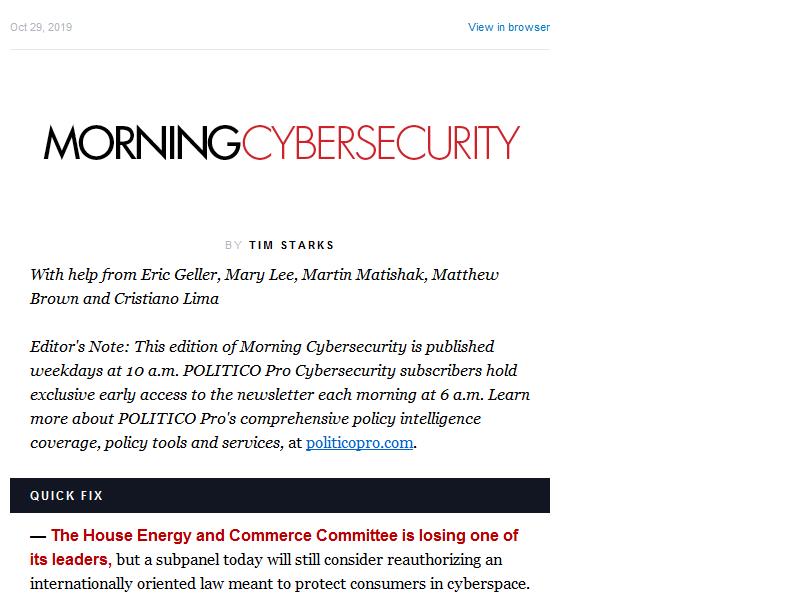 Oct 29, 2019 View in browser
MORNINGCYBERSECURITY
BY TIM STARKS
With help from Eric Geller, Mary Lee, Martin Matishak, Matthew
Brown and Cristiano Lima
Editor's Note: This edition of Morning Cybersecurity is published
weekdays at 10 a.m. POLITICO Pro Cybersecurity subscribers hold
exclusive early access to the newsletter each morning at 6 a.m. Learn
more about POLITICO Pro's comprehensive policy intelligence
coverage, policy tools and services, at politicopro.com.
QUICK FIX
— The House Energy and Commerce Committee is losing one of
its leaders, but a subpanel today will still consider reauthorizing an
internationally oriented law meant to protect consumers in cyberspace.